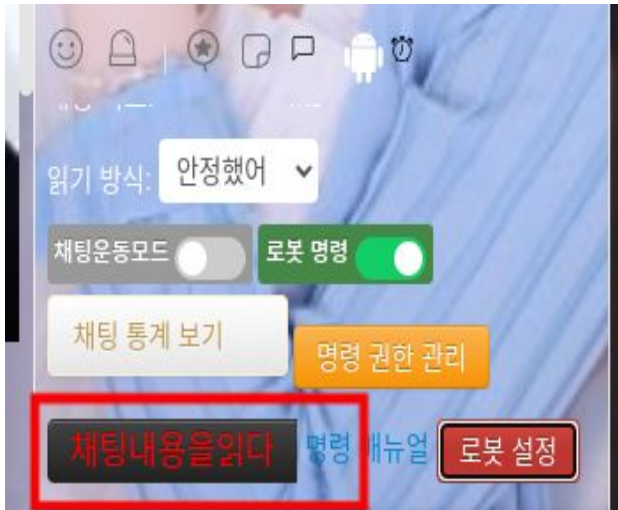 읽기 방식: 안정했어
채팅운동모드 로봇 명령
채팅 통계 보기
명령 권한 관리
채팅내용을읽다 명령 매뉴얼 로봇 설정